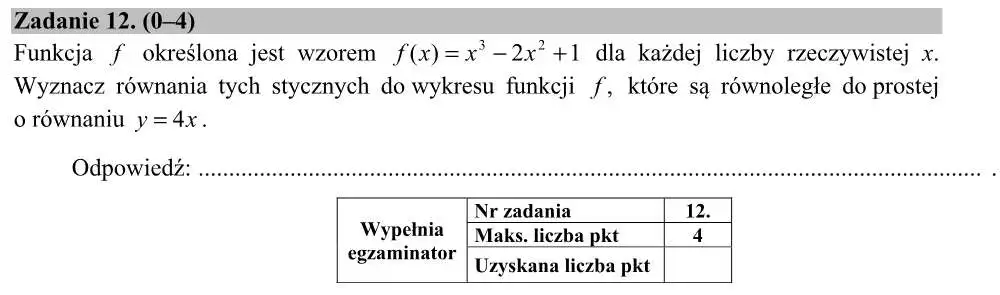 Zadanie 12. (0–4)
Funkcja f określona jest wzorem f(x) = x³ − 2x² + 1 dla każdej liczby rzeczywistej x.
Wyznacz równania tych stycznych do wykresu funkcji f, które są równoległe do prostej
o równaniu y = 4x.
Odpowiedź: .................................................................................................................................. .
Wypełnia egzaminator
Nr zadania 12.
Maks. liczba pkt 4
Uzyskana liczba pkt